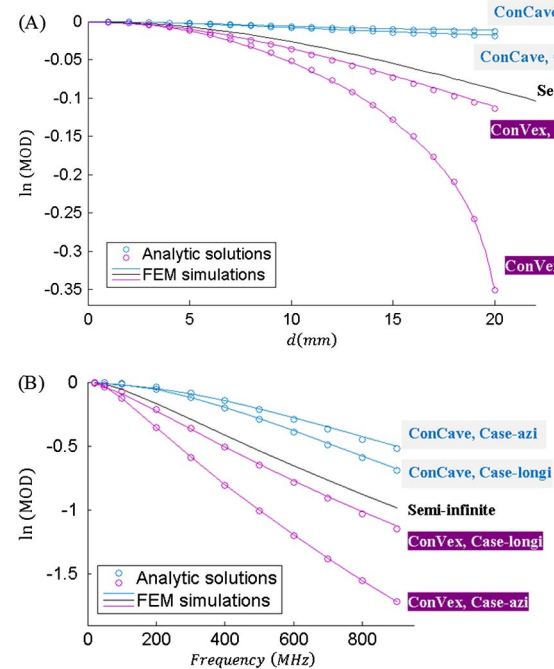 (A)
ConCave
ConCave,
ConVex,
0
-0.05
-0.1
-0.15
-0.2
-0.25
-0.3
-0.35
ln (MOD)
Analytic solutions
FEM simulations
0 5 10 15 20
d(mm)
(B)
0
-0.5
-1
-1.5
ln (MOD)
ConCave, Case-azi
ConCave, Case-longi
Semi-infinite
ConVex, Case-longi
ConVex, Case-azi
Analytic solutions
FEM simulations
0 200 400 600 800
Frequency (MHz)